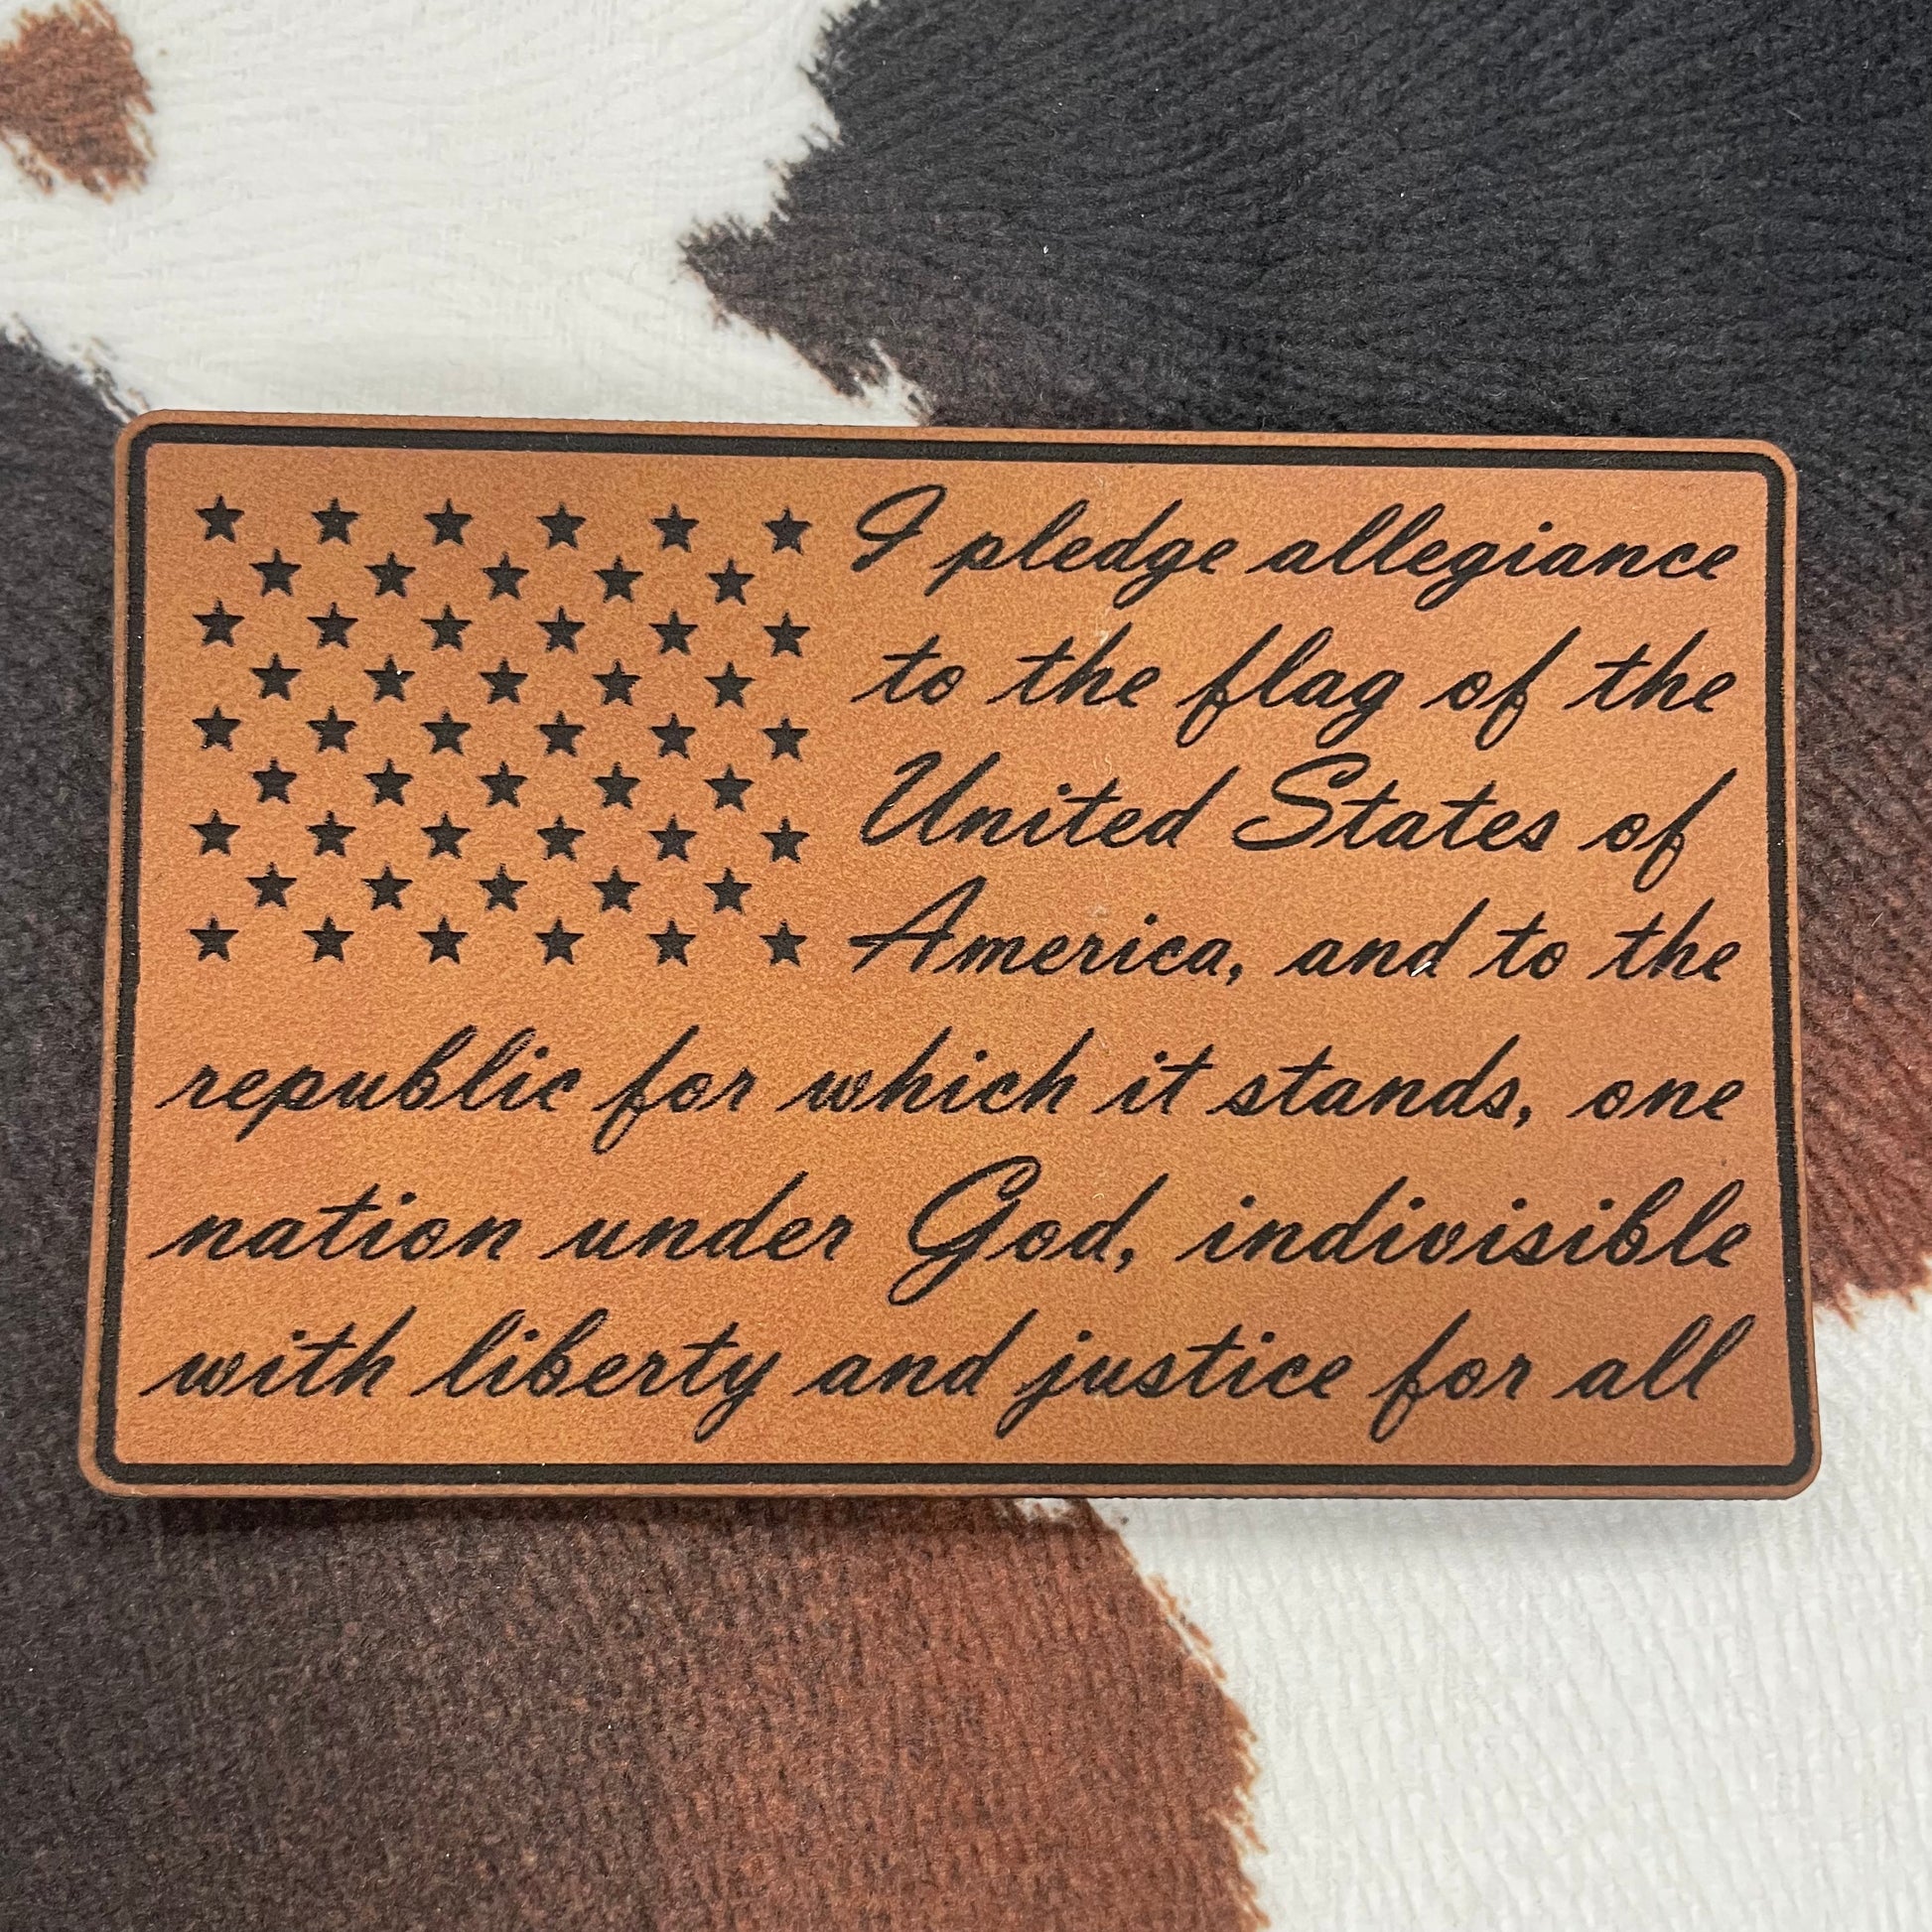 I pledge allegiance
to the flag of the
United States of
America, and to the
republic for which it stands, one
nation under God, indivisible
with liberty and justice for all